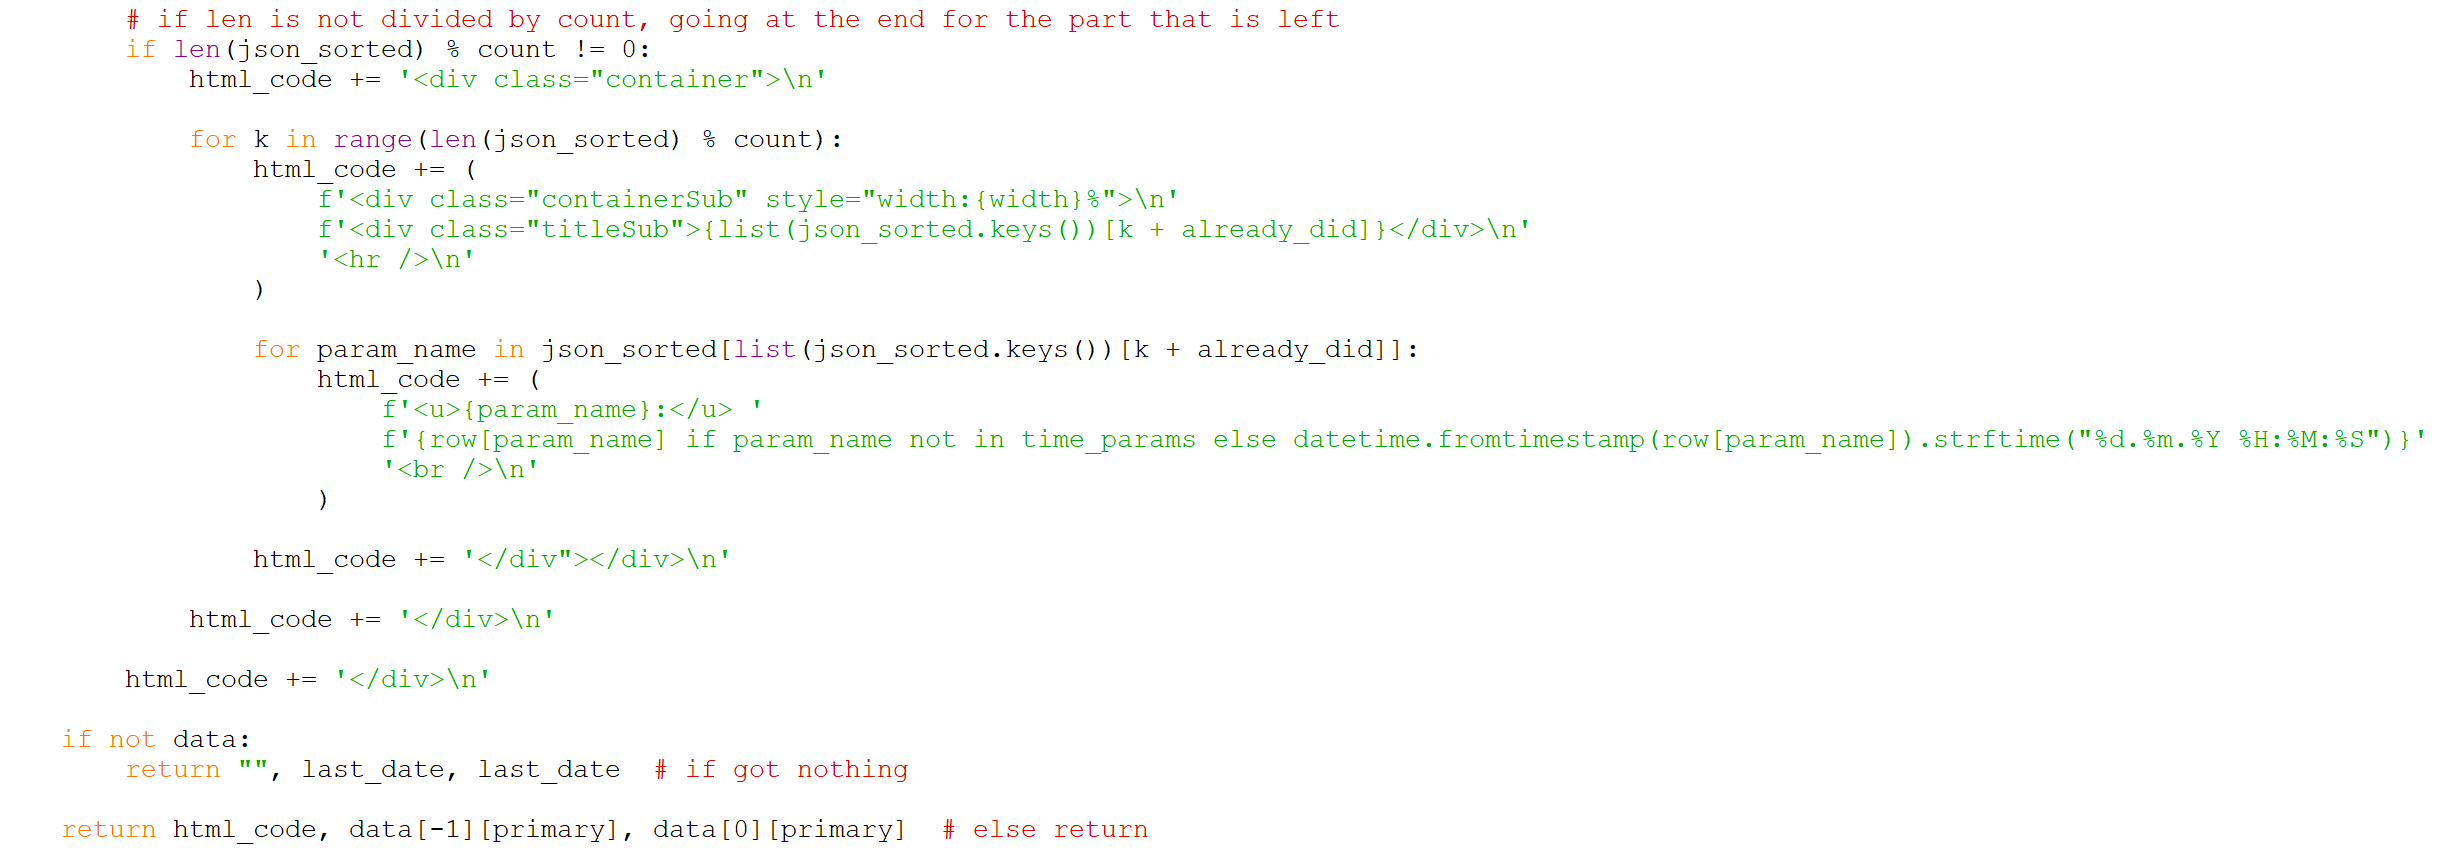 # if len is not divided by count, going at the end for the part that is left
if len(json_sorted) % count != 0:
html_code += '<div class="container">\n'
for k in range(len(json_sorted) % count):
html_code += (
f'<div class="containerSub" style="width:{width}%">\n'
f'<div class="titleSub">{list(json_sorted.keys())[k + already_did]}</div>\n'
'<hr />\n'
)
for param_name in json_sorted[list(json_sorted.keys())[k + already_did]]:
html_code += (
f'<u>{param_name}:</u> '
f'{row[param_name] if param_name not in time_params else datetime.fromtimestamp(row[param_name]).strftime("%d.%m.%Y %H:%M:%S")}'
'<br />\n'
)
html_code += '</div"></div>\n'
html_code += '</div>\n'
html_code += '</div>\n'
if not data:
return "", last_date, last_date  # if got nothing
return html_code, data[-1][primary], data[0][primary]  # else return